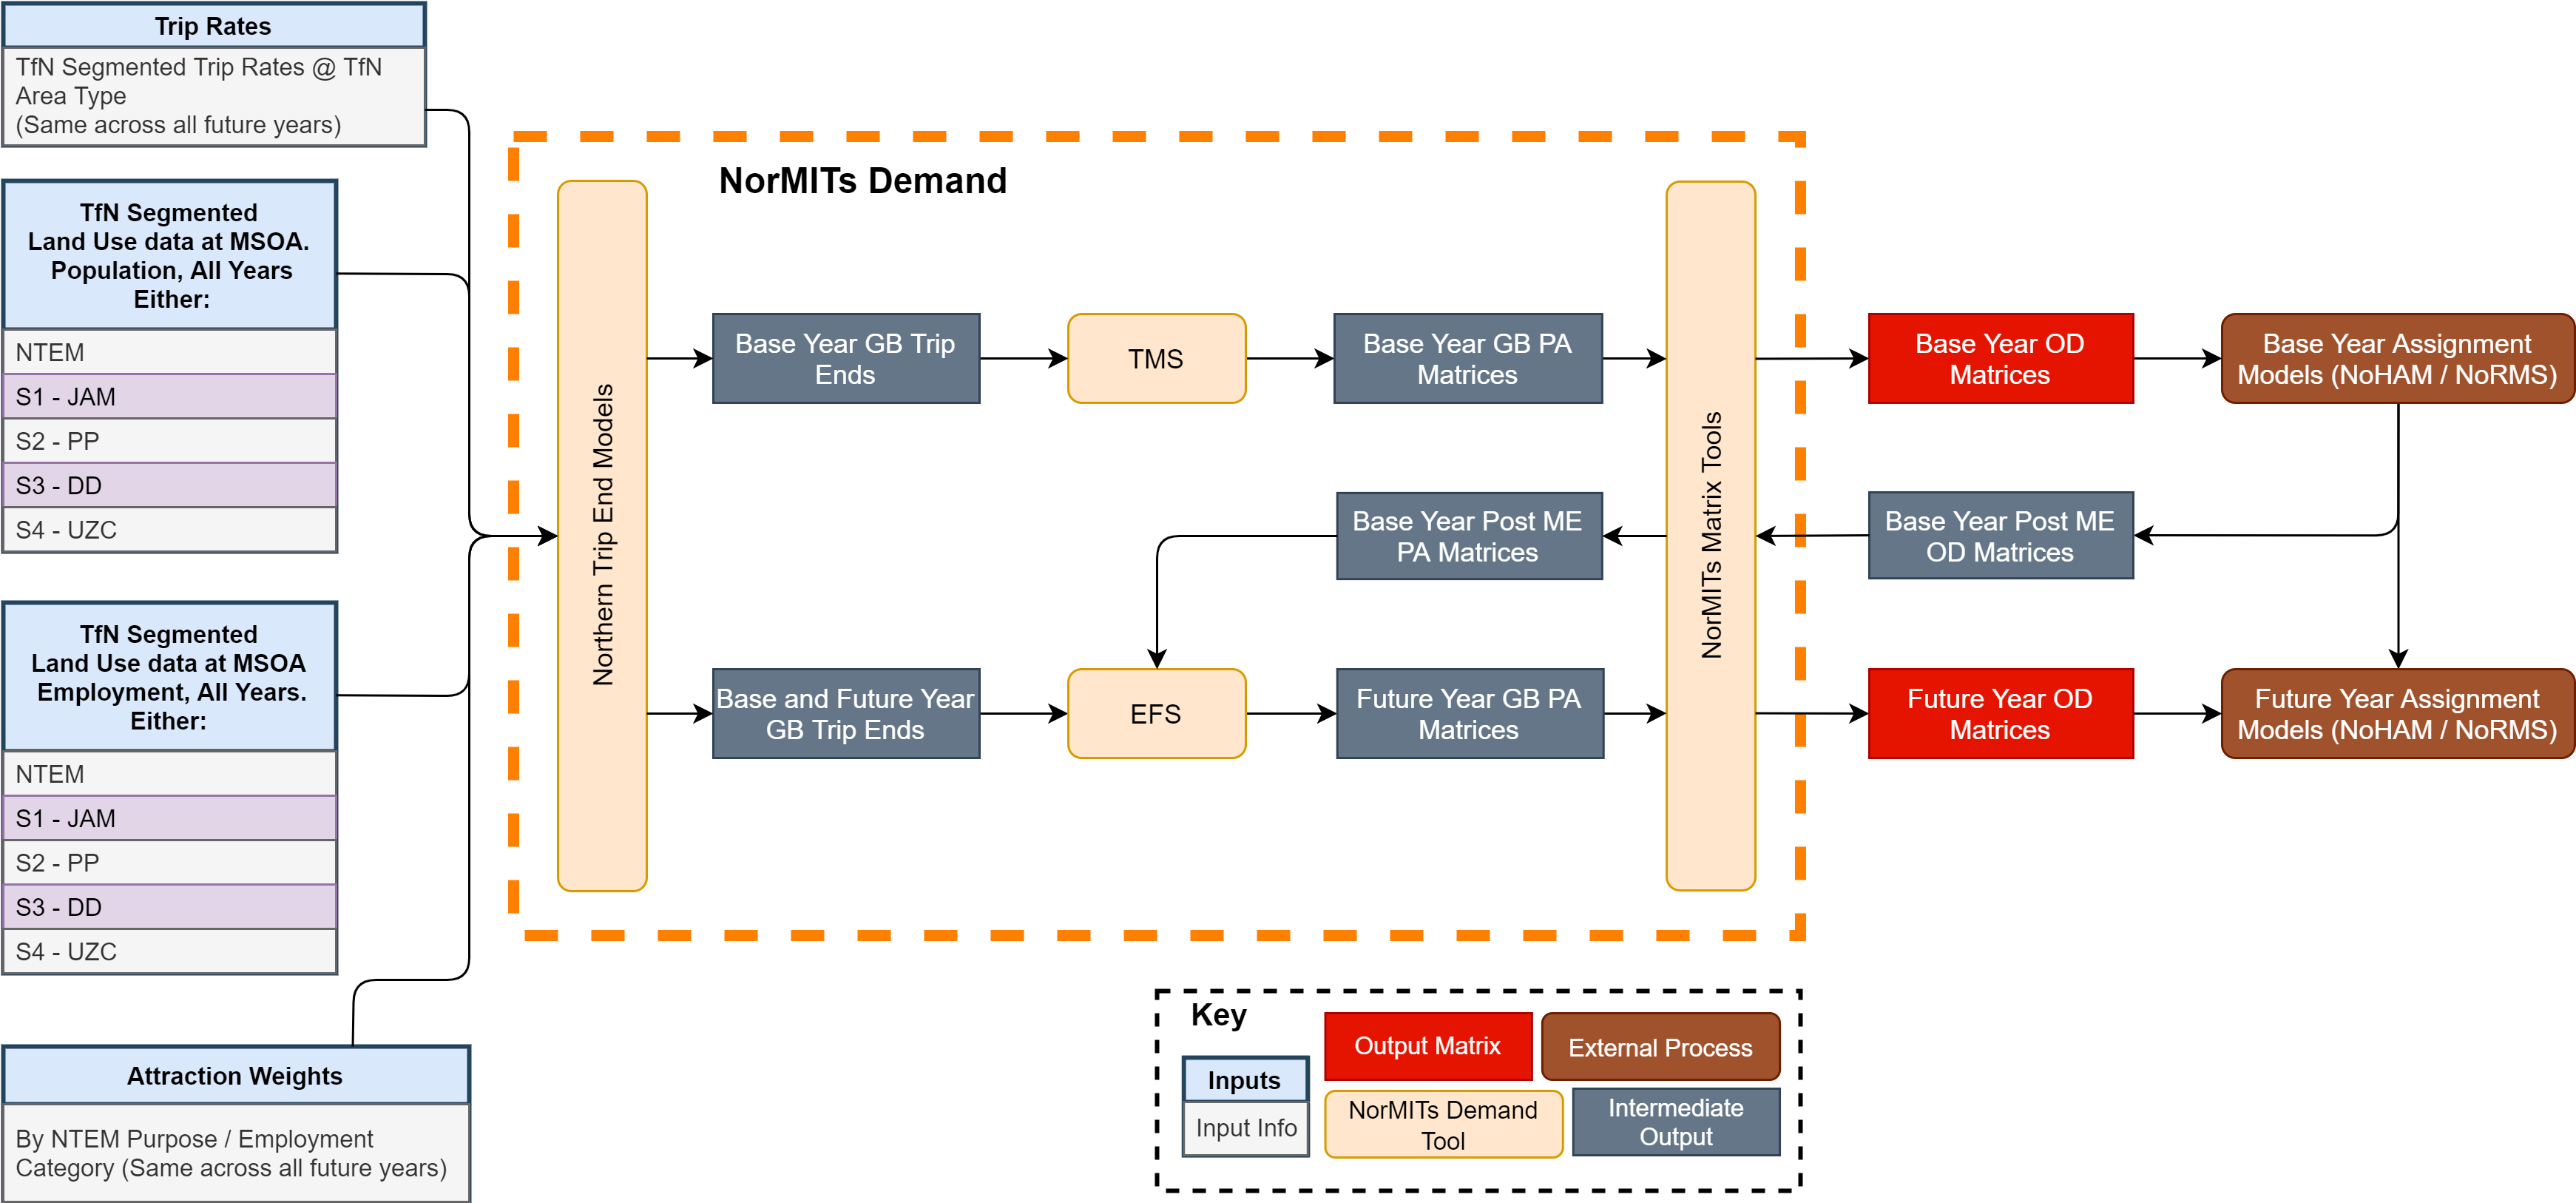 Trip Rates
TfN Segmented Trip Rates @ TfN
Area Type
(Same across all future years)
TfN Segmented
Land Use data at MSOA.
Population, All Years
Either:
NTEM
S1 - JAM
S2 - PP
S3 - DD
S4 - UZC
TfN Segmented
Land Use data at MSOA
Employment, All Years.
Either:
NTEM
S1 - JAM
S2 - PP
S3 - DD
S4 - UZC
Attraction Weights
By NTEM Purpose / Employment
Category (Same across all future years)
NorMITs Demand
Northern Trip End Models
Base Year GB Trip
Ends
TMS
Base Year GB PA
Matrices
NorMITs Matrix Tools
Base Year OD
Matrices
Base Year Assignment
Models (NoHAM / NoRMS)
Base Year Post ME
PA Matrices
Base Year Post ME
OD Matrices
Base and Future Year
GB Trip Ends
EFS
Future Year GB PA
Matrices
Future Year OD
Matrices
Future Year Assignment
Models (NoHAM / NoRMS)
Key
Inputs
Input Info
Output Matrix
External Process
NorMITs Demand
Tool
Intermediate
Output